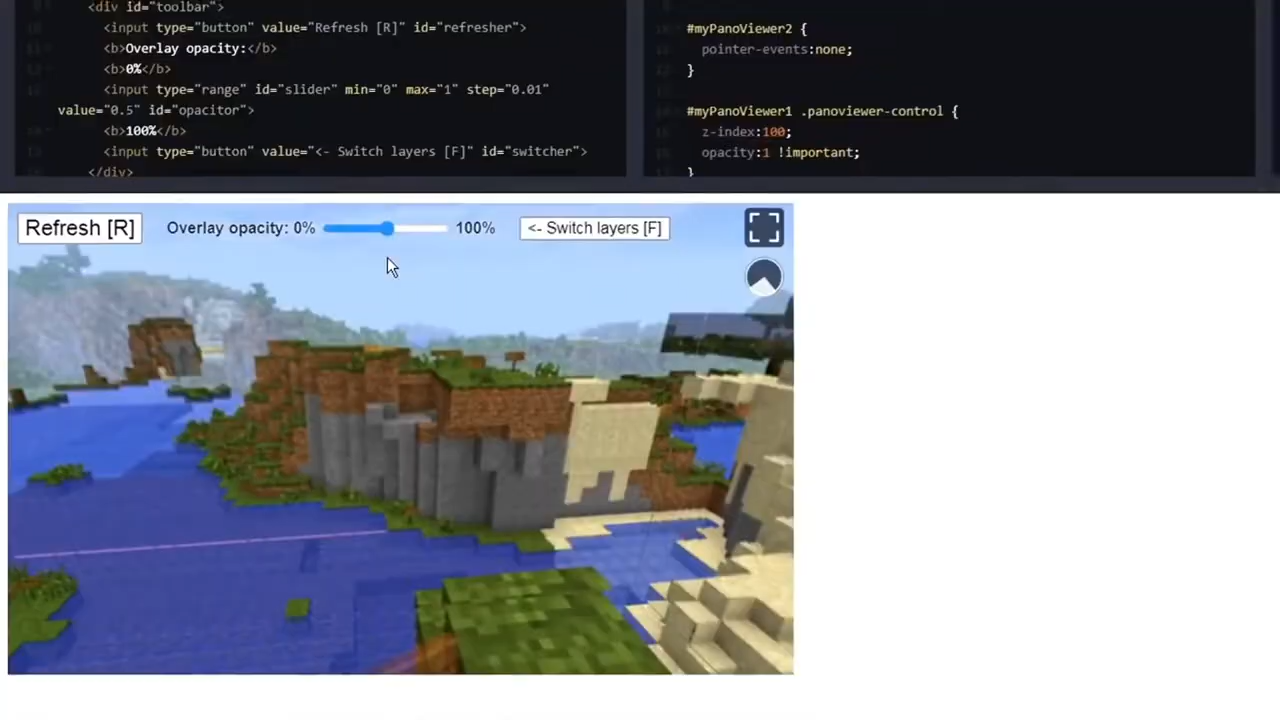 <div id="toolbar">
<input type="button" value="Refresh [R]" id="refresher">
<b>Overlay opacity:</b>
<b>0%</b>
<input type="range" id="slider" min="0" max="1" step="0.01"
value="0.5" id="opacitor">
<b>100%</b>
<input type="button" value="<- Switch layers [F]" id="switcher">
</div>
#myPanoViewer2 {
pointer-events:none;
}
#myPanoViewer1 .panoviewer-control {
z-index:100;
opacity:1 !important;
}
Refresh [R]
Overlay opacity: 0%
100%
<- Switch layers [F]